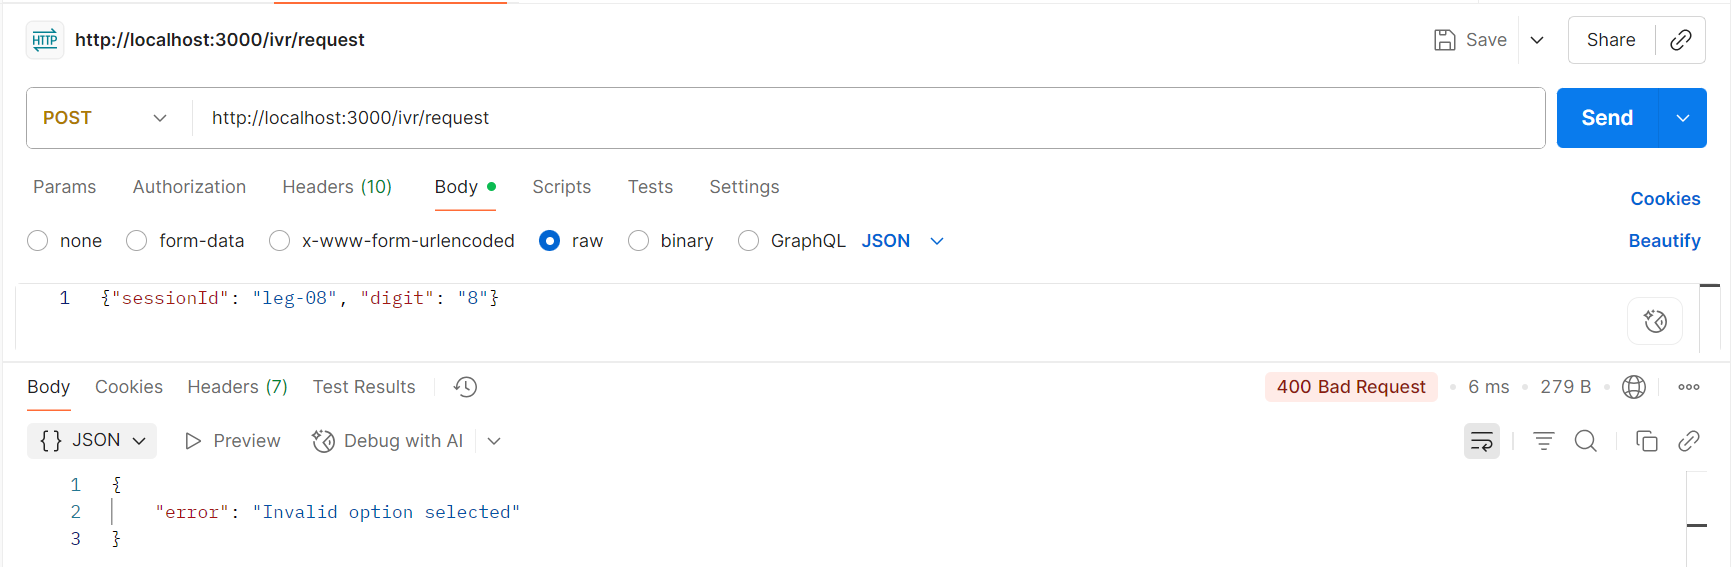 HTTP http://localhost:3000/ivr/request Save Share
POST http://localhost:3000/ivr/request Send
Params Authorization Headers (10) Body Scripts Tests Settings Cookies
none form-data x-www-form-urlencoded raw binary GraphQL JSON Beautify
1 {"sessionId": "leg-08", "digit": "8"}
Body Cookies Headers (7) Test Results 400 Bad Request 6 ms 279 B
{} JSON Preview Debug with AI
1 {
2 "error": "Invalid option selected"
3 }